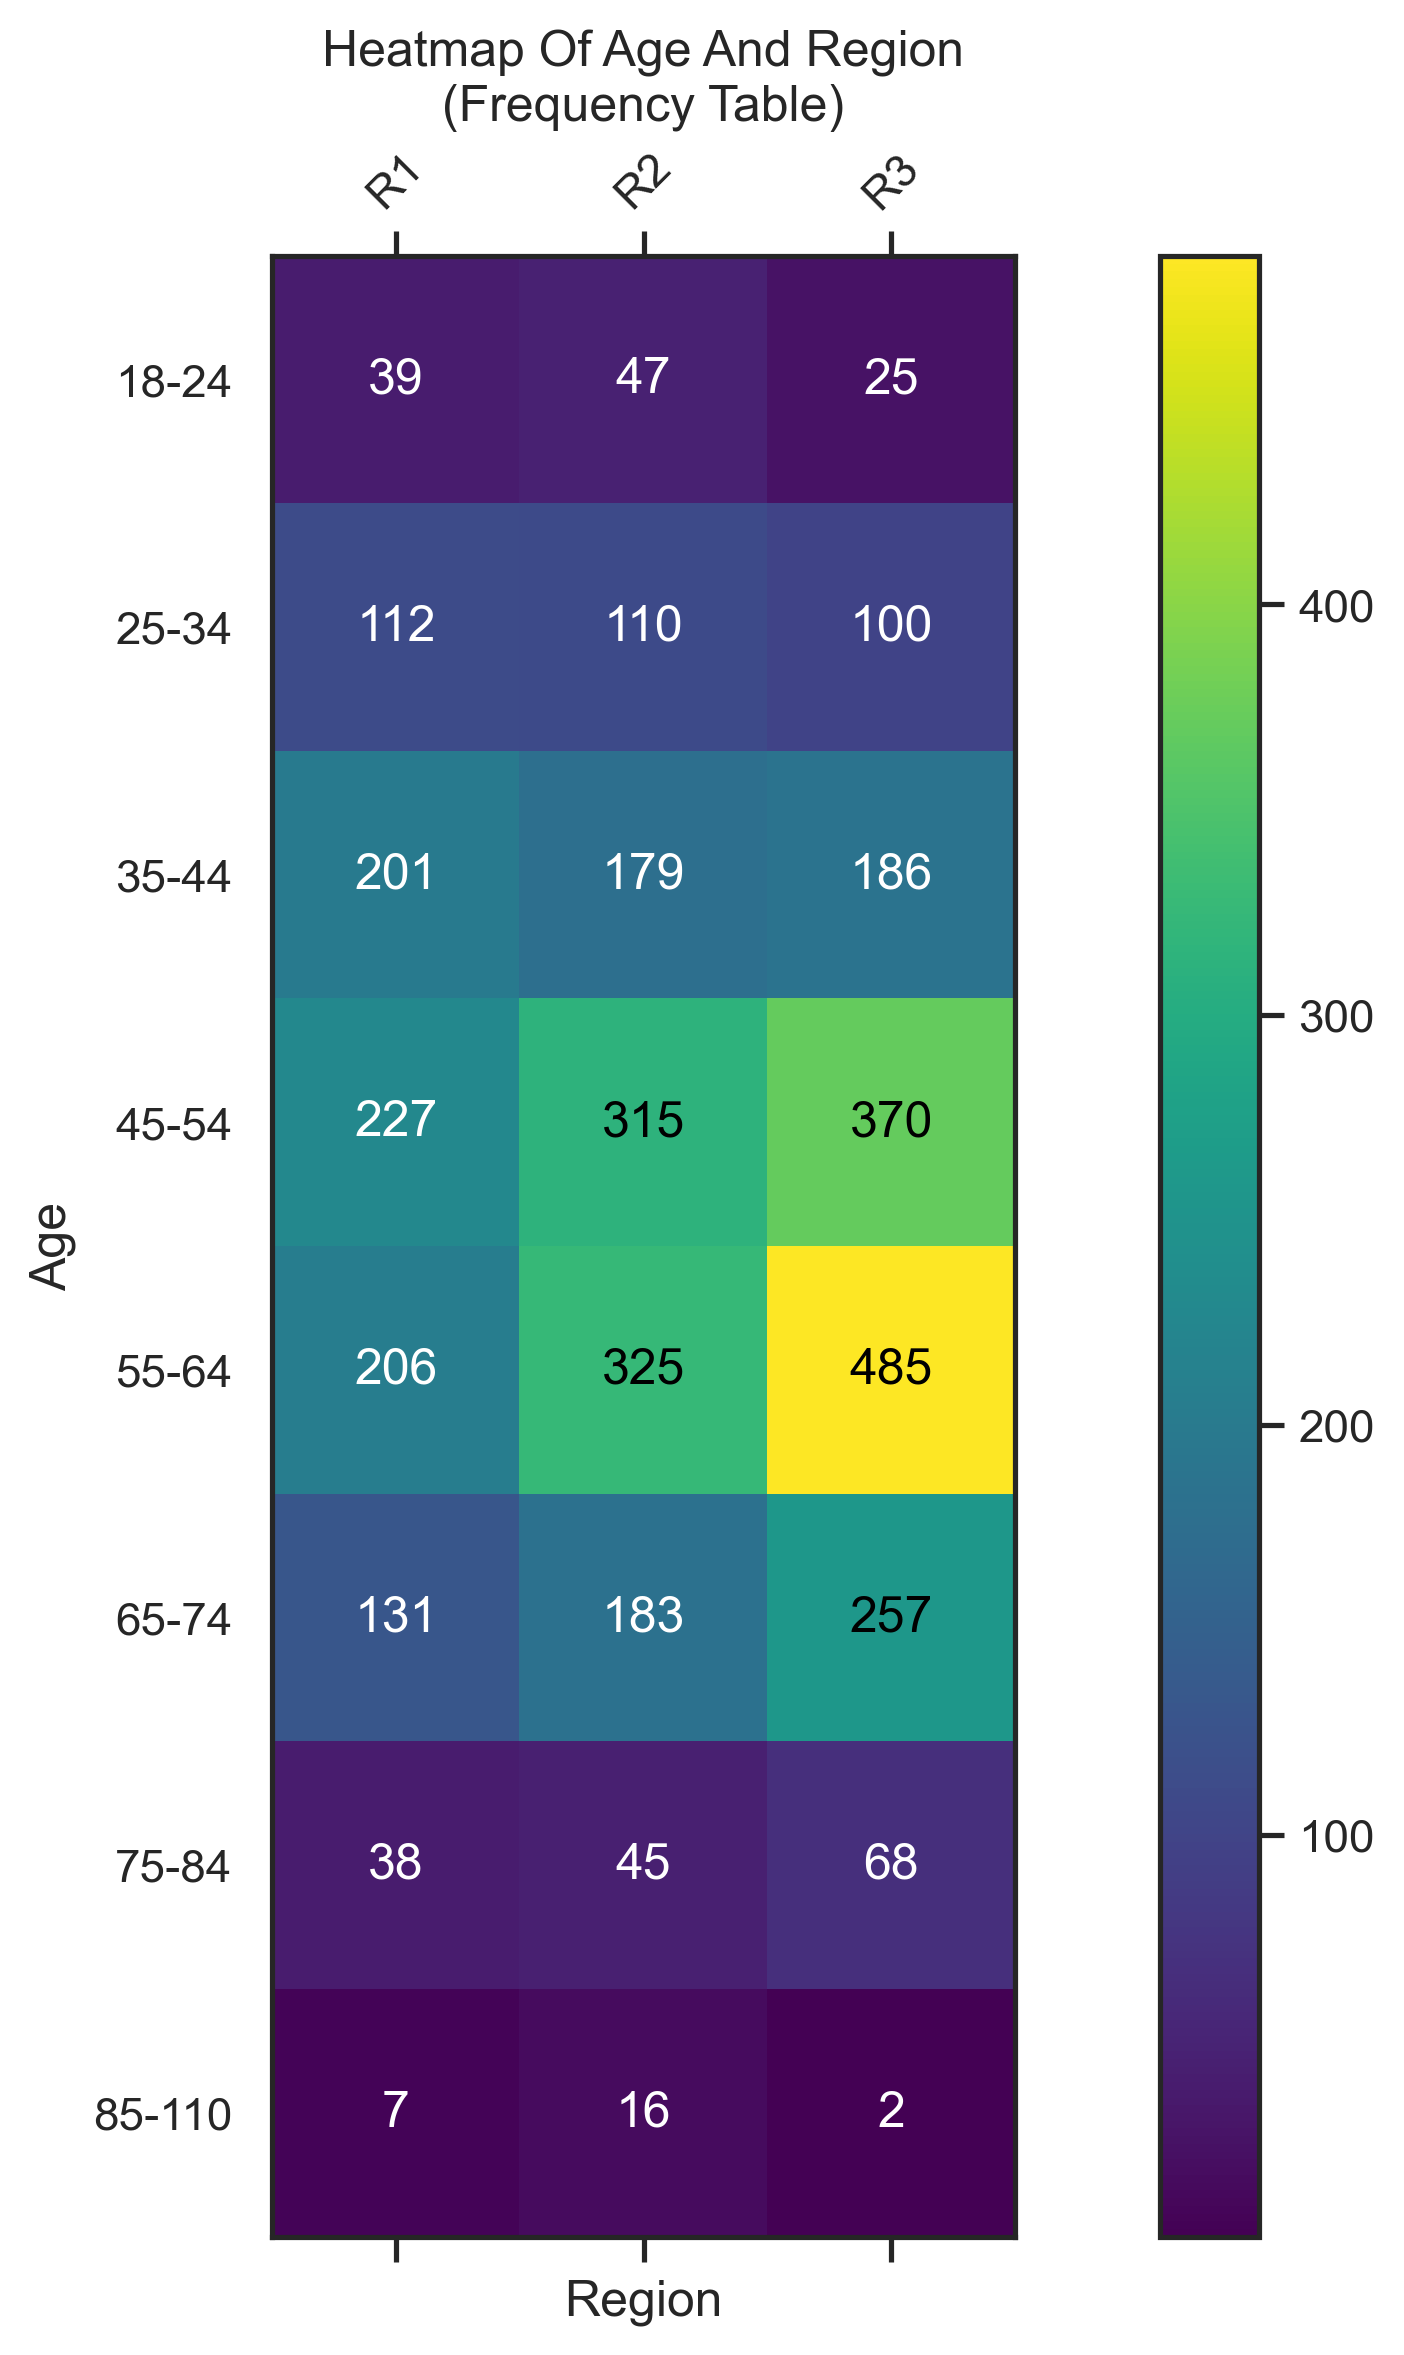 Heatmap Of Age And Region
(Frequency Table)
R1 R2 R3
18-24 39 47 25
25-34 112 110 100
35-44 201 179 186
45-54 227 315 370
55-64 206 325 485
65-74 131 183 257
75-84 38 45 68
85-110 7 16 2
Age
Region
400
300
200
100